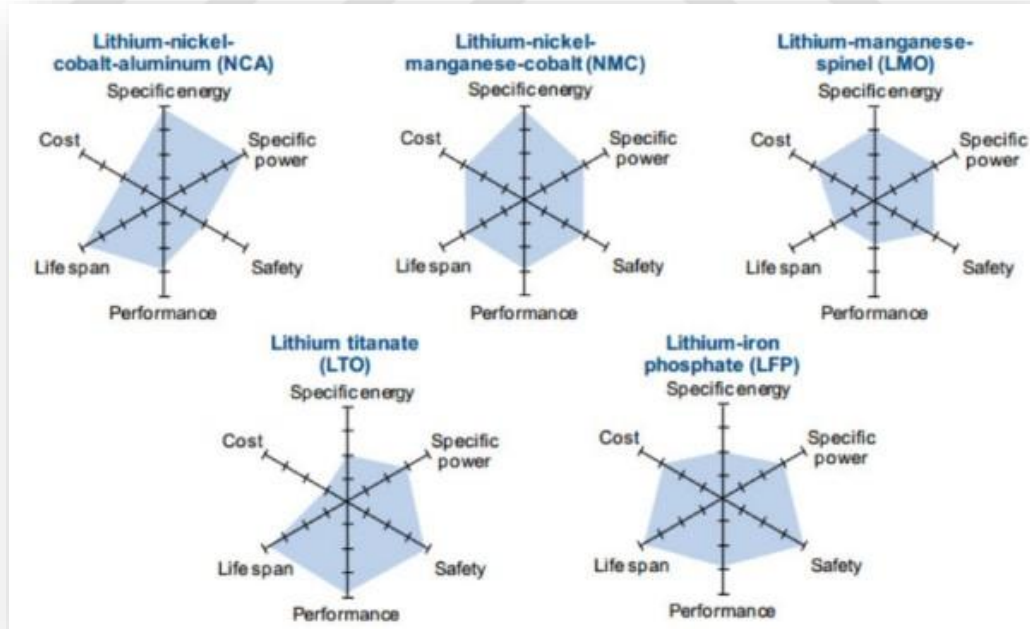 Lithium-nickel-
cobalt-aluminum (NCA)
Specific energy
Cost
Specific
power
Life span
Safety
Performance
Lithium-nickel-
manganese-cobalt (NMC)
Specific energy
Cost
Specific
power
Life span
Safety
Performance
Lithium-manganese-
spinel (LMO)
Specific energy
Cost
Specific
power
Life span
Safety
Performance
Lithium titanate
(LTO)
Specific energy
Cost
Specific
power
Life span
Safety
Performance
Lithium-iron
phosphate (LFP)
Specific energy
Cost
Specific
power
Life span
Safety
Performance